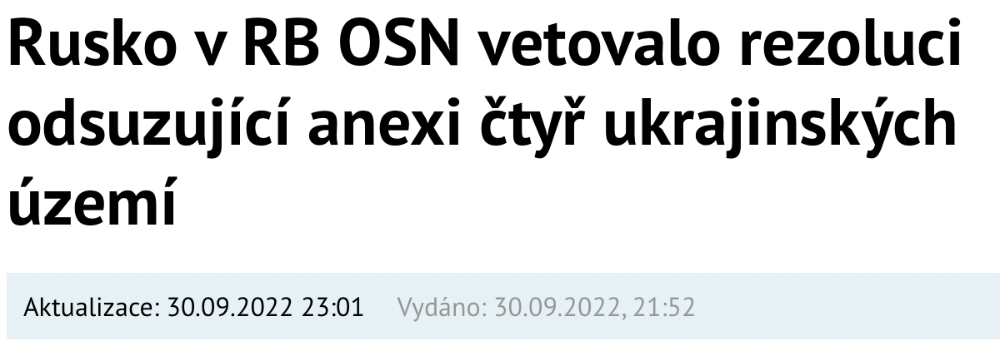 Rusko v RB OSN vetovalo rezoluci
odsuzující anexi čtyř ukrajinských
území
Aktualizace: 30.09.2022 23:01 Vydáno: 30.09.2022, 21:52